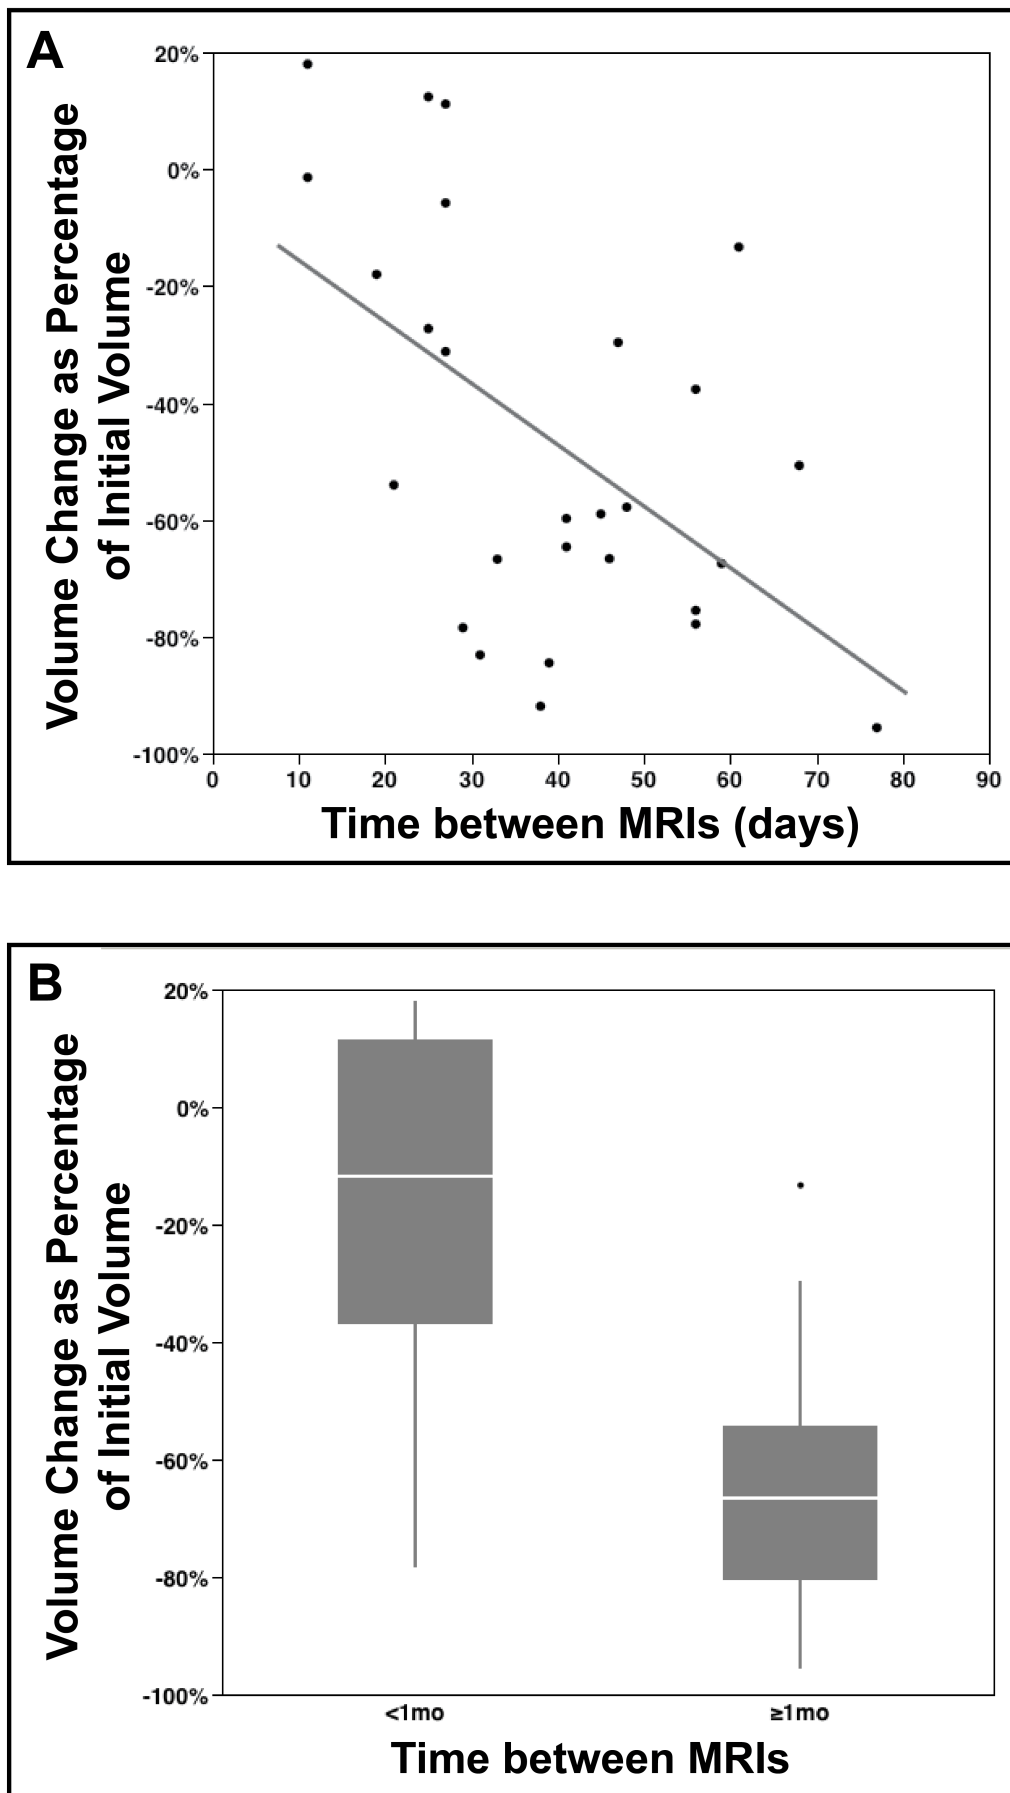 A
Volume Change as Percentage
of Initial Volume
20%
0%
-20%
-40%
-60%
-80%
-100%
0 10 20 30 40 50 60 70 80 90
Time between MRIs (days)
B
Volume Change as Percentage
of Initial Volume
20%
0%
-20%
-40%
-60%
-80%
-100%
<1mo ≥1mo
Time between MRIs